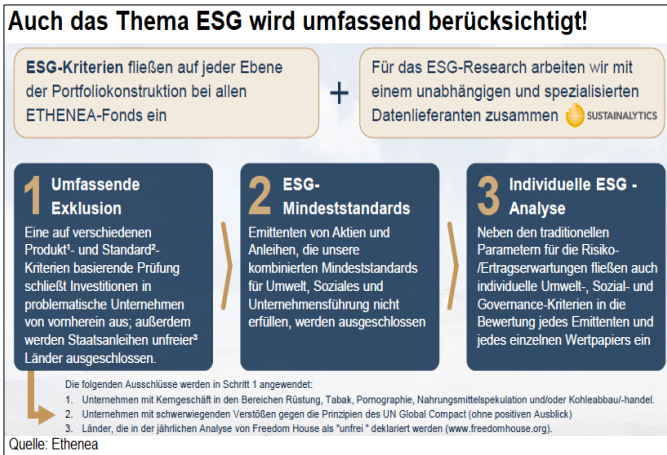 Auch das Thema ESG wird umfassend berücksichtigt!
ESG-Kriterien fließen auf jeder Ebene
der Portfoliokonstruktion bei allen
ETHENEA-Fonds ein
+
Für das ESG-Research arbeiten wir mit
einem unabhängigen und spezialisierten
Datenlieferanten zusammen SUSTAINALYTICS
1 Umfassende
Exklusion
Eine auf verschiedenen
Produkt¹- und Standard²-
Kriterien basierende Prüfung
schließt Investitionen in
problematische Unternehmen
von vornherein aus; außerdem
werden Staatsanleihen unfreier³
Länder ausgeschlossen.
2 ESG-
Mindeststandards
Emittenten von Aktien und
Anleihen, die unsere
kombinierten Mindeststandards
für Umwelt, Soziales und
Unternehmensführung nicht
erfüllen, werden ausgeschlossen
3 Individuelle ESG -
Analyse
Neben den traditionellen
Parametern für die Risiko-
/Ertragserwartungen fließen auch
individuelle Umwelt-, Sozial- und
Governance-Kriterien in die
Bewertung jedes Emittenten und
jedes einzelnen Wertpapiers ein
Die folgenden Ausschlüsse werden in Schritt 1 angewendet:
1. Unternehmen mit Kerngeschäft in den Bereichen Rüstung, Tabak, Pornographie, Nahrungsmittelspekulation und/oder Kohleabbau/-handel.
2. Unternehmen mit schwerwiegenden Verstößen gegen die Prinzipien des UN Global Compact (ohne positiven Ausblick)
3. Länder, die in der jährlichen Analyse von Freedom House als "unfrei " deklariert werden (www.freedomhouse.org).
Quelle: Ethenea